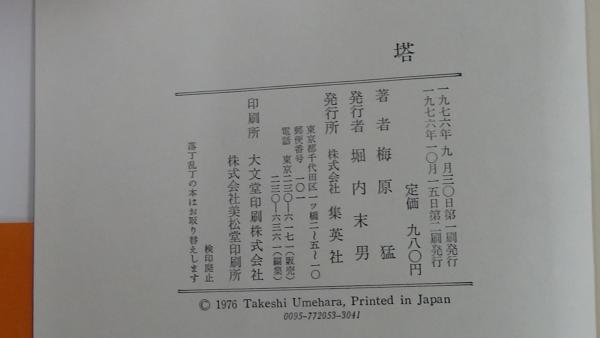 塔
一九七六年 九月三〇日第一刷発行
一九七六年一〇月一五日第二刷発行
定価 九八〇円
著者 梅原 猛
発行者 堀内末男
発行所 株式会社 集英社
東京都千代田区一ツ橋二〜五〜一〇
郵便番号 一〇一
電話 東京二三〇―六一七一(販売)
二三〇―六三六一(編集)
印刷所 大文堂印刷株式会社
株式会社美松堂印刷所
検印廃止
落丁乱丁の本はお取り替えします
© 1976 Takeshi Umehara, Printed in Japan
0095-772053-3041